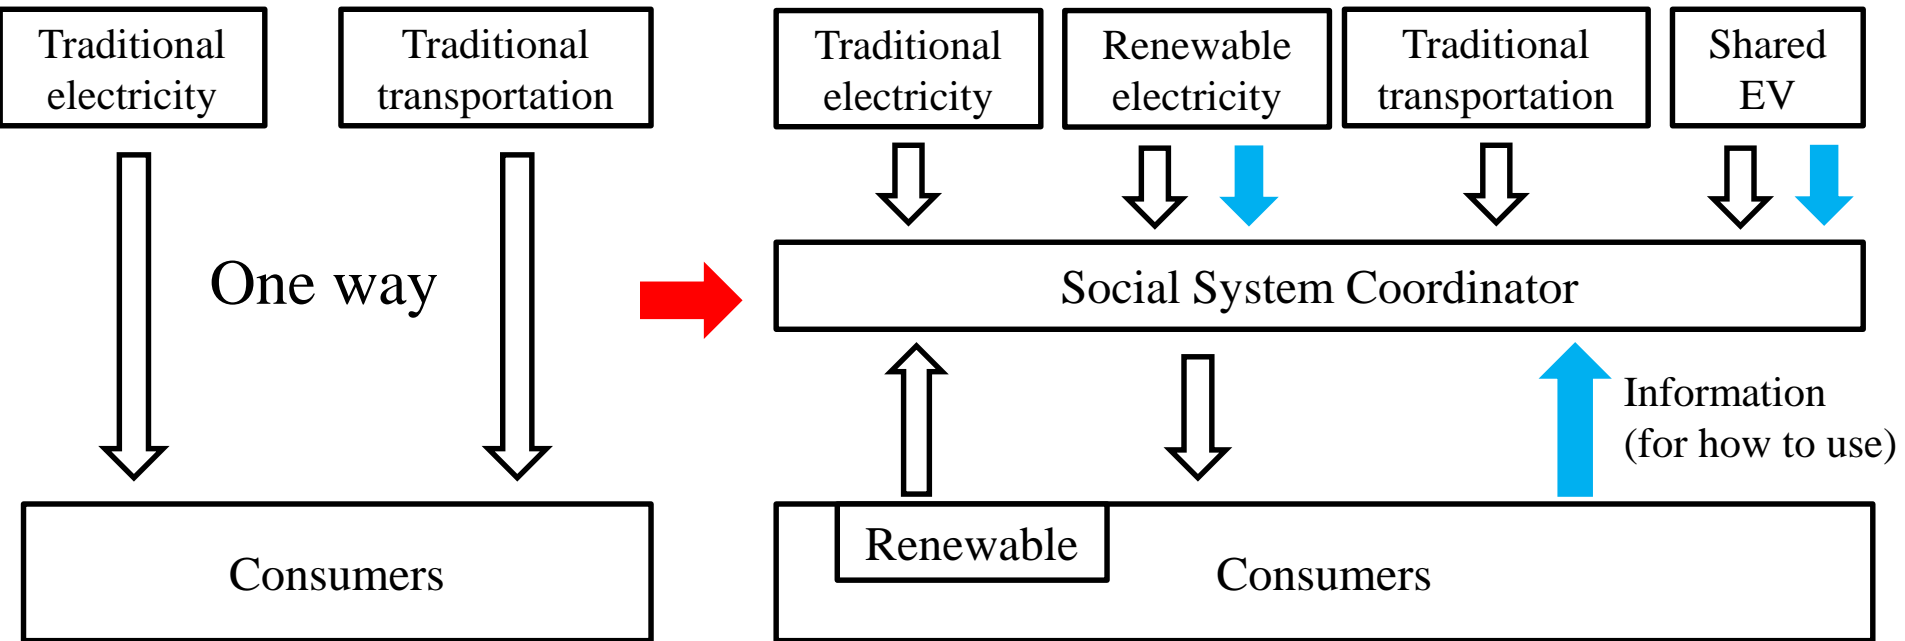 Traditional
electricity
Traditional
transportation
One way
Consumers
Traditional
electricity
Renewable
electricity
Traditional
transportation
Shared
EV
Social System Coordinator
Information
(for how to use)
Renewable
Consumers